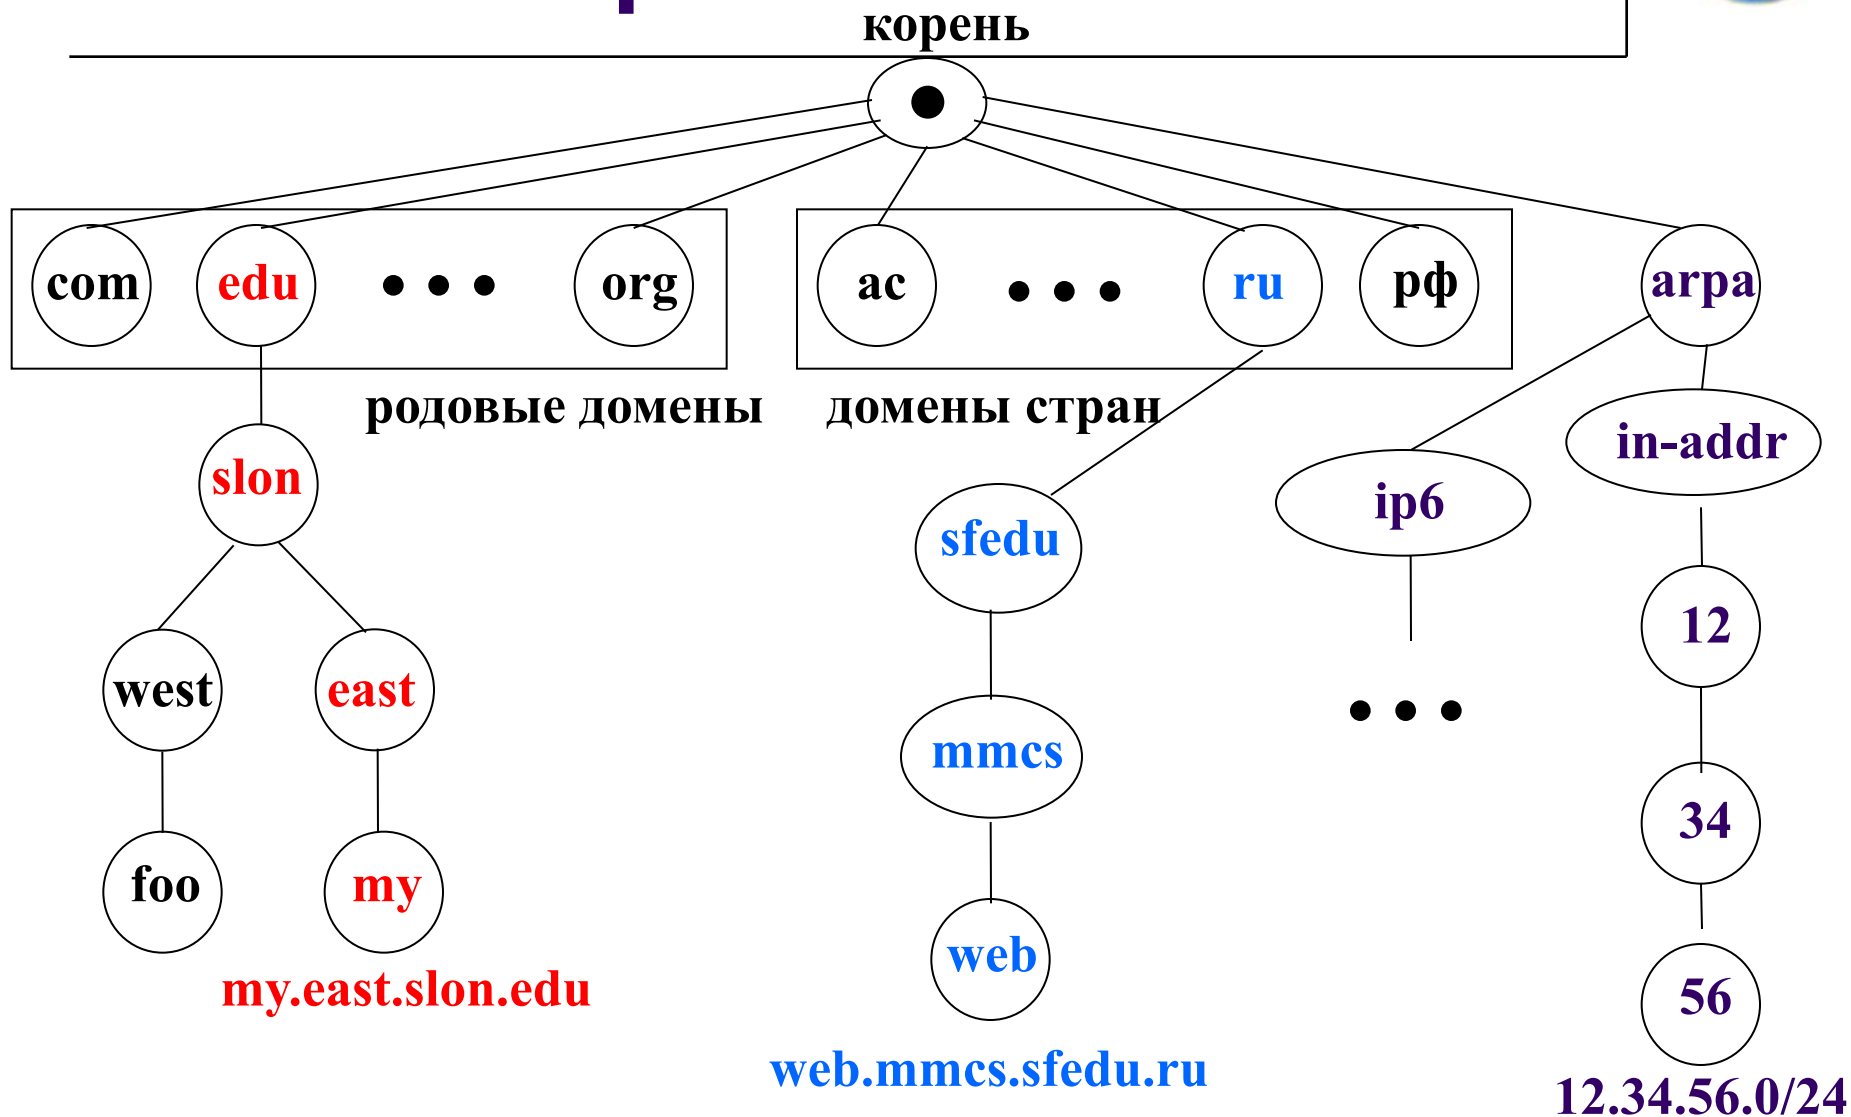 корень
com edu org ac ru рф arpa
родовые домены домены стран
in-addr
slon
ip6
sfedu
12
west east
mmcs
34
foo my
web
my.east.slon.edu
56
web.mmcs.sfedu.ru
12.34.56.0/24